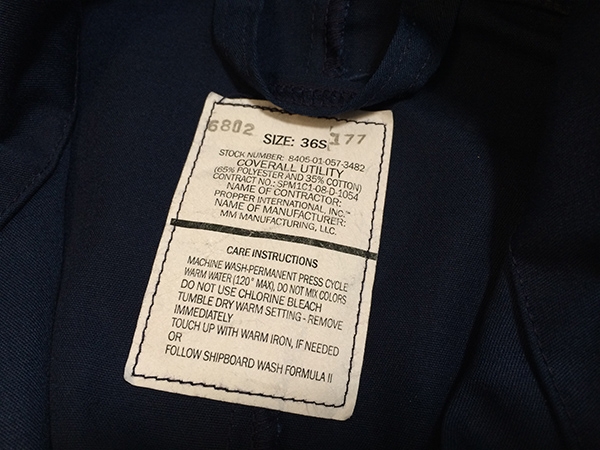 6802 SIZE: 36S 177
STOCK NUMBER: 8405-01-057-3482
COVERALL UTILITY
(65% POLYESTER AND 35% COTTON)
CONTRACT NO.: SPM1C1-08-D-1054
NAME OF CONTRACTOR:
PROPPER INTERNATIONAL, INC.™
NAME OF MANUFACTURER:
MM MANUFACTURING, LLC.
CARE INSTRUCTIONS
MACHINE WASH-PERMANENT PRESS CYCLE
WARM WATER (120° MAX), DO NOT MIX COLORS
DO NOT USE CHLORINE BLEACH
TUMBLE DRY WARM SETTING - REMOVE
IMMEDIATELY
TOUCH UP WITH WARM IRON, IF NEEDED
OR
FOLLOW SHIPBOARD WASH FORMULA II